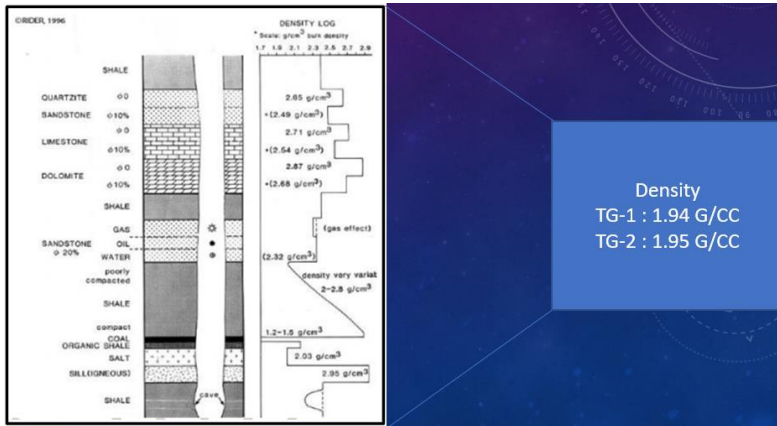 ©RIDER, 1996
DENSITY LOG
* Scale: g/cm³ bulk density
1.7 1.9 2.1 2.3 2.5 2.7 2.9
SHALE
QUARTZITE ϕ0 2.65 g/cm³
SANDSTONE ϕ10% *(2.49 g/cm³)
ϕ0 2.71 g/cm³
LIMESTONE
ϕ10% *(2.54 g/cm³)
ϕ0 2.87 g/cm³
DOLOMITE
ϕ10% *(2.68 g/cm³)
SHALE
GAS (gas effect)
SANDSTONE OIL
ϕ 20%
WATER (2.32 g/cm³)
poorly
compacted density vary variat
2-2.8 g/cm³
SHALE
compact 1.2-1.5 g/cm³
COAL
ORGANIC SHALE
SALT 2.03 g/cm³
SILL(IGNEOUS) 2.95 g/cm³
SHALE cave
Density
TG-1 : 1.94 G/CC
TG-2 : 1.95 G/CC